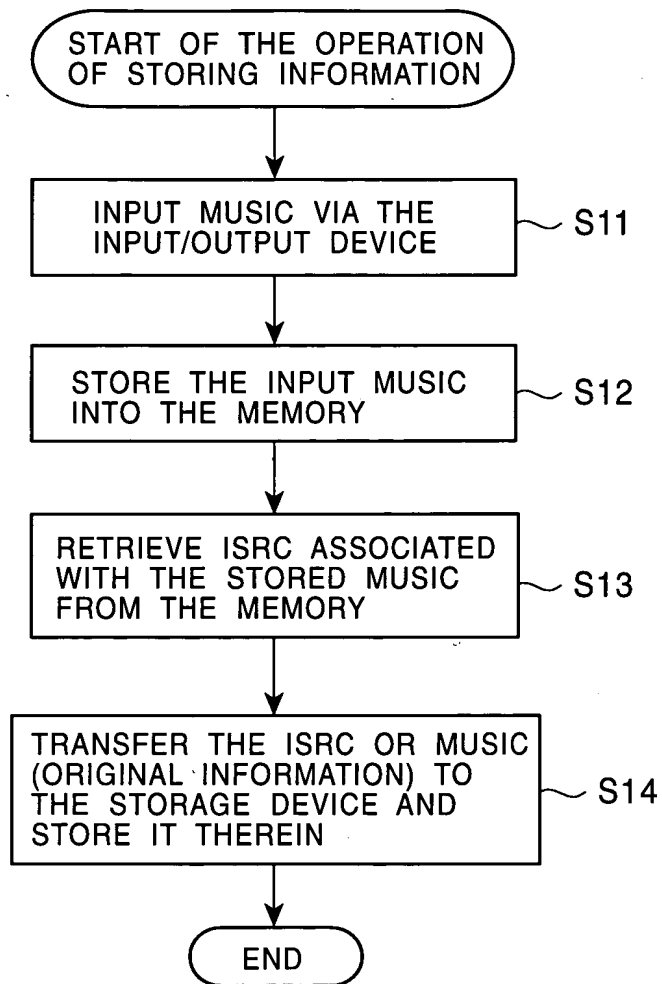 START OF THE OPERATION
OF STORING INFORMATION
INPUT MUSIC VIA THE
INPUT/OUTPUT DEVICE
S11
STORE THE INPUT MUSIC
INTO THE MEMORY
S12
RETRIEVE ISRC ASSOCIATED
WITH THE STORED MUSIC
FROM THE MEMORY
S13
TRANSFER THE ISRC OR MUSIC
(ORIGINAL INFORMATION) TO
THE STORAGE DEVICE AND
STORE IT THEREIN
S14
END